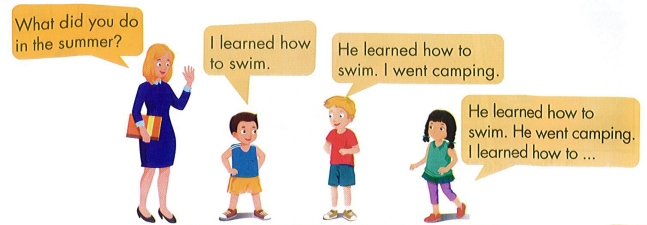 What did you do
in the summer?
I learned how
to swim.
He learned how to
swim. I went camping.
He learned how to
swim. He went camping.
I learned how to ...